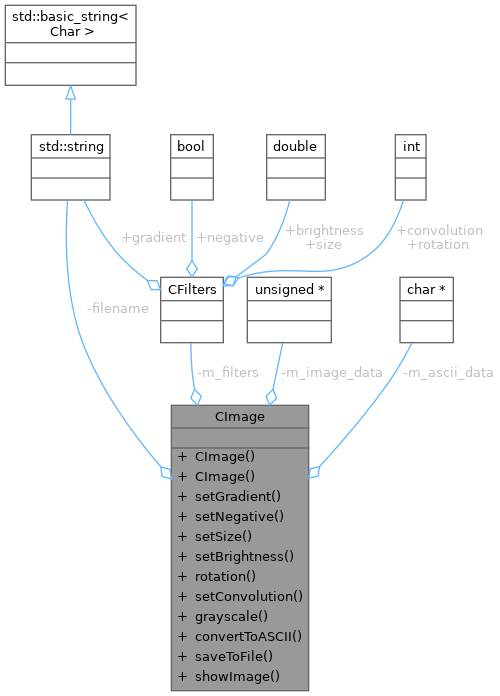 std::basic_string<
Char >
std::string
bool
double
int
+gradient
+negative
+brightness
+size
+convolution
+rotation
-filename
CFilters
unsigned *
char *
-m_filters
-m_image_data
-m_ascii_data
CImage
+ CImage()
+ CImage()
+ setGradient()
+ setNegative()
+ setSize()
+ setBrightness()
+ rotation()
+ setConvolution()
+ grayscale()
+ convertToASCII()
+ saveToFile()
+ showImage()